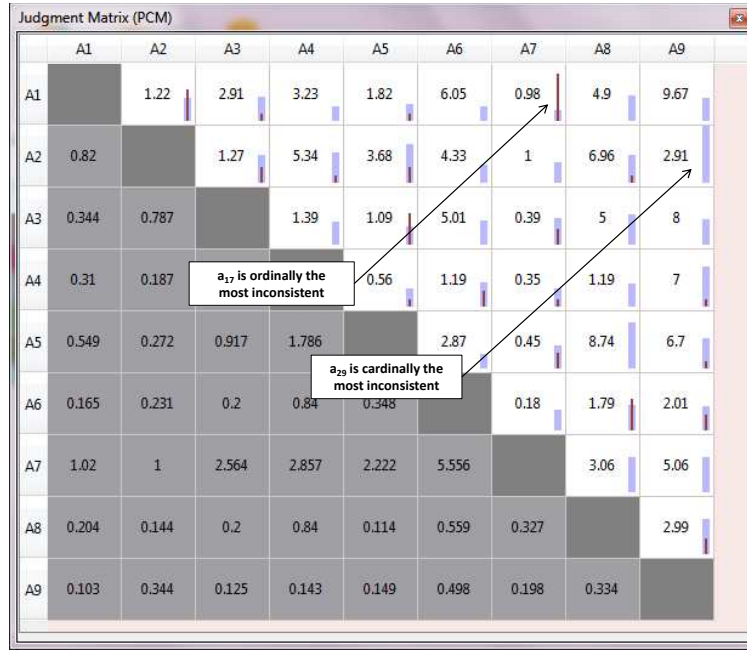 Judgment Matrix (PCM)
A1 A2 A3 A4 A5 A6 A7 A8 A9
A1 1.22 2.91 3.23 1.82 6.05 0.98 4.9 9.67
A2 0.82 1.27 5.34 3.68 4.33 1 6.96 2.91
A3 0.344 0.787 1.39 1.09 5.01 0.39 5 8
A4 0.31 0.187 0.56 1.19 0.35 1.19 7
a17 is ordinally the
most inconsistent
A5 0.549 0.272 0.917 1.786 2.87 0.45 8.74 6.7
a29 is cardinally the
most inconsistent
A6 0.165 0.231 0.2 0.84 0.348 0.18 1.79 2.01
A7 1.02 1 2.564 2.857 2.222 5.556 3.06 5.06
A8 0.204 0.144 0.2 0.84 0.114 0.559 0.327 2.99
A9 0.103 0.344 0.125 0.143 0.149 0.498 0.198 0.334